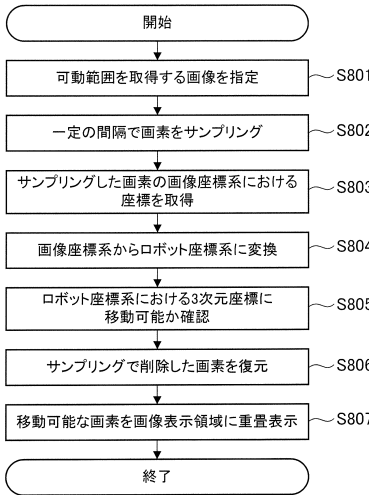 開始
可動範囲を取得する画像を指定
S801
一定の間隔で画素をサンプリング
S802
サンプリングした画素の画像座標系における
座標を取得
S803
画像座標系からロボット座標系に変換
S804
ロボット座標系における3次元座標に
移動可能か確認
S805
サンプリングで削除した画素を復元
S806
移動可能な画素を画像表示領域に重畳表示
S807
終了